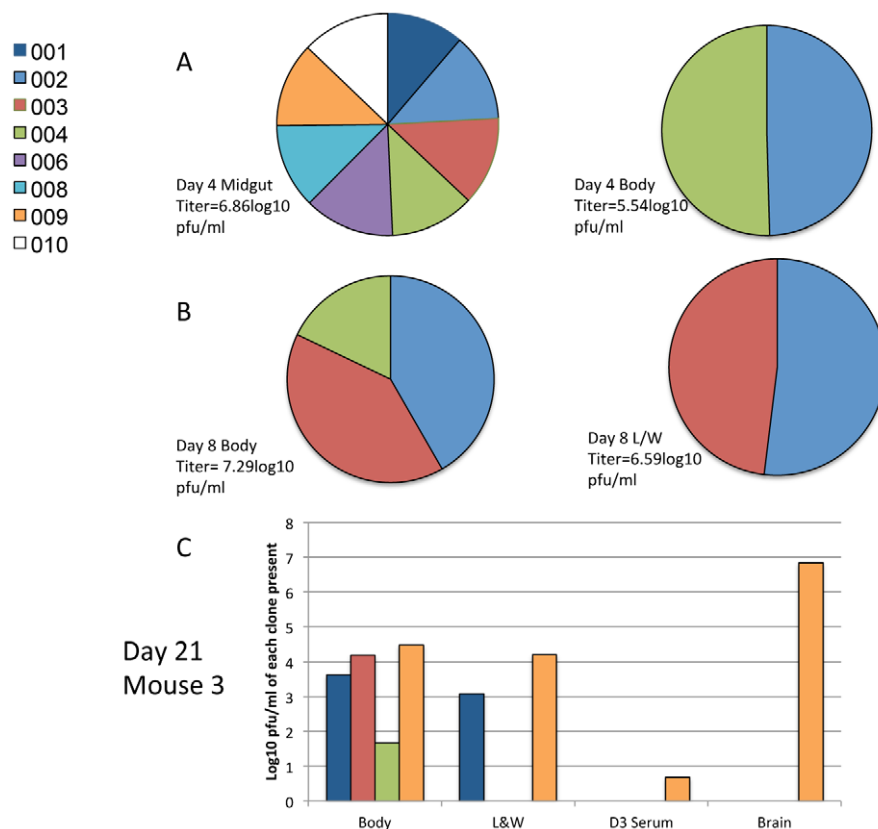 001
002
003
004
006
008
009
010
A
Day 4 Midgut
Titer=6.86log10
pfu/ml
Day 4 Body
Titer=5.54log10
pfu/ml
B
Day 8 Body
Titer= 7.29log10
pfu/ml
Day 8 L/W
Titer=6.59log10
pfu/ml
C
Day 21
Mouse 3
Log10 pfu/ml of each clone present
8
7
6
5
4
3
2
1
0
Body
L&W
D3 Serum
Brain